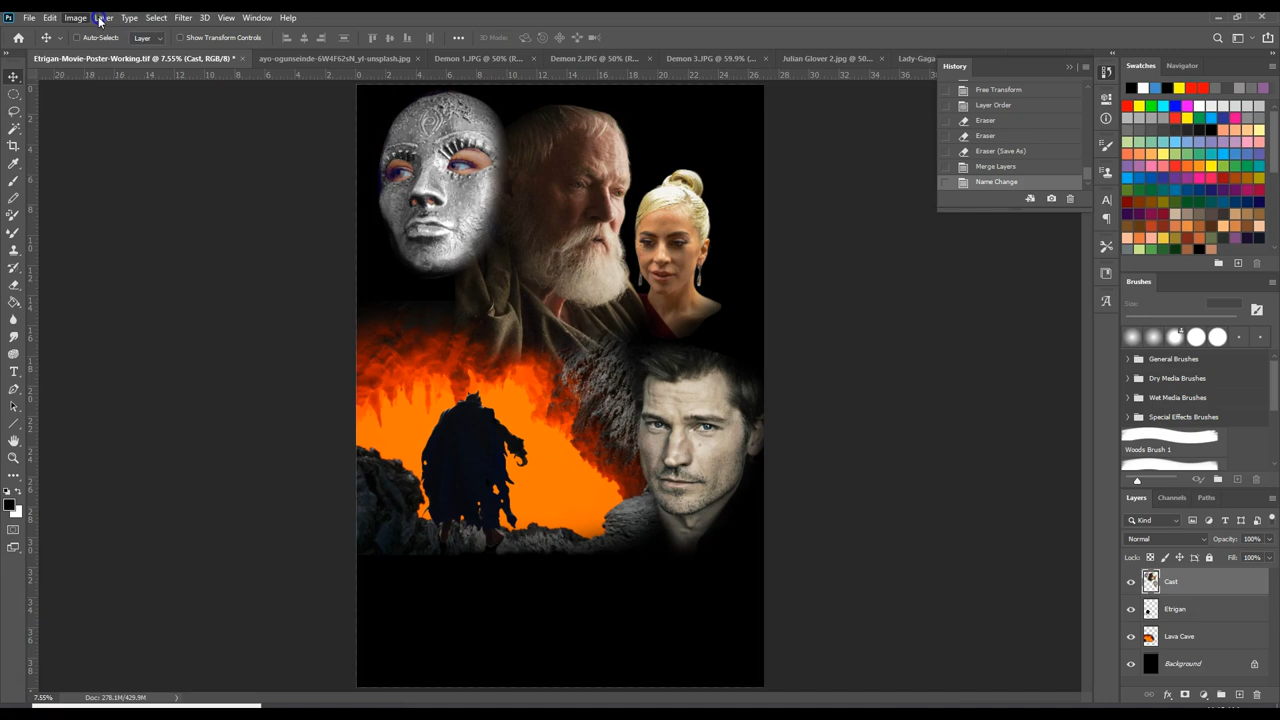 Ps File Edit Image Layer Type Select Filter 3D View Window Help
Auto-Select: Layer Show Transform Controls 3D Mode:
Etrigan-Movie-Poster-Working.tif @ 7.55% (Cast, RGB/8) * ayo-ogunseinde-6W4F62sN_yI-unsplash.jpg Demon 1.JPG @ 50% (R... Demon 2.JPG @ 50% (R... Demon 3.JPG @ 59.9% (... Julian Glover 2.jpg @ 50... Lady-Gaga
History
Free Transform
Layer Order
Eraser
Eraser
Eraser (Save As)
Merge Layers
Name Change
Swatches Navigator
Brushes
Size:
General Brushes
Dry Media Brushes
Wet Media Brushes
Special Effects Brushes
Woods Brush 1
Layers Channels Paths
Kind
Normal Opacity: 100%
Lock: Fill: 100%
Cast
Etrigan
Lava Cave
Background
7.55% Doc: 278.1M/429.9M